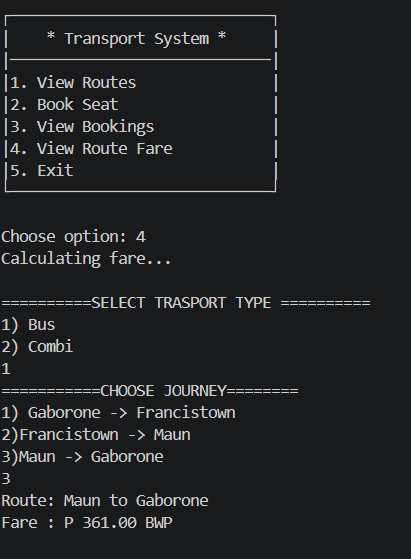 * Transport System *
1. View Routes
2. Book Seat
3. View Bookings
4. View Route Fare
5. Exit
Choose option: 4
Calculating fare...
==========SELECT TRASPORT TYPE ==========
1) Bus
2) Combi
1
===========CHOOSE JOURNEY========
1) Gaborone -> Francistown
2)Francistown -> Maun
3)Maun -> Gaborone
3
Route: Maun to Gaborone
Fare : P 361.00 BWP